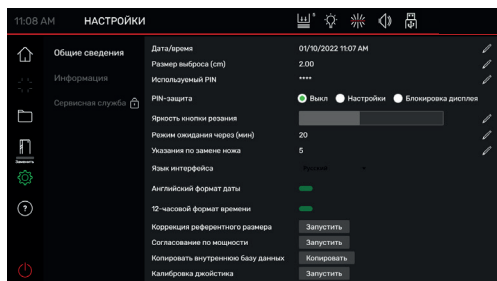 11:08 AM НАСТРОЙКИ
Общие сведения
Информация
Сервисная служба
Заменить
Дата/время 01/10/2022 11:07 AM
Размер выброса (cm) 2.00
Используемый PIN ****
PIN-защита Выкл Настройки Блокировка дисплея
Яркость кнопки резания
Режим ожидания через (мин) 20
Указания по замене ножа 5
Язык интерфейса Русский
Английский формат даты
12-часовой формат времени
Коррекция референтного размера Запустить
Согласование по мощности Запустить
Копировать внутреннюю базу данных Копировать
Калибровка джойстика Запустить